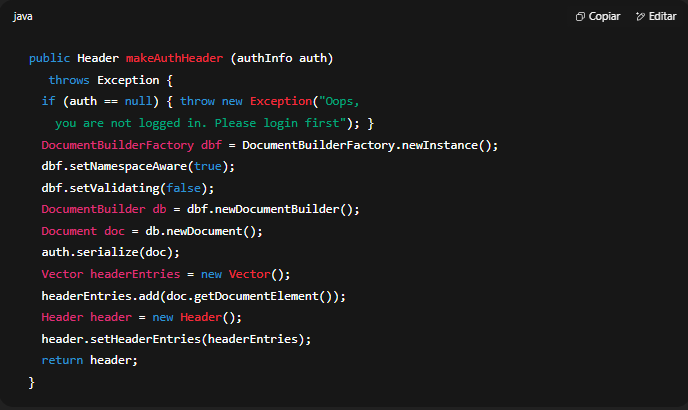 java Copiar Editar
public Header makeAuthHeader (authInfo auth)
throws Exception {
if (auth == null) { throw new Exception("Oops,
you are not logged in. Please login first"); }
DocumentBuilderFactory dbf = DocumentBuilderFactory.newInstance();
dbf.setNamespaceAware(true);
dbf.setValidating(false);
DocumentBuilder db = dbf.newDocumentBuilder();
Document doc = db.newDocument();
auth.serialize(doc);
Vector headerEntries = new Vector();
headerEntries.add(doc.getDocumentElement());
Header header = new Header();
header.setHeaderEntries(headerEntries);
return header;
}